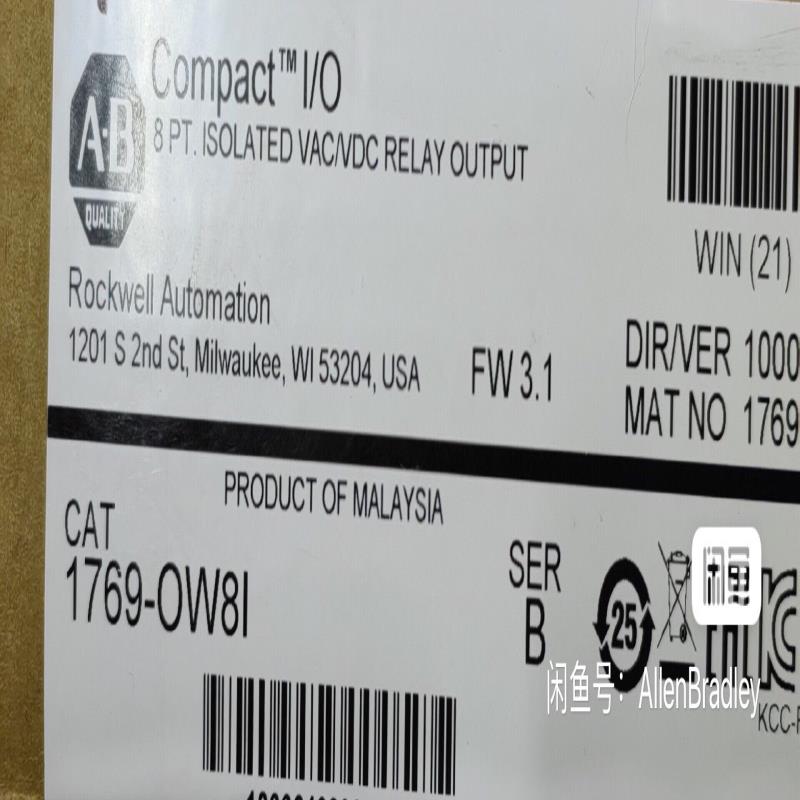 Compact™ I/O
8 PT. ISOLATED VAC/VDC RELAY OUTPUT
A·B
QUALITY
WIN (21)
Rockwell Automation
1201 S 2nd St, Milwaukee, WI 53204, USA
FW 3.1
DIR/VER 1000
MAT NO 1769
PRODUCT OF MALAYSIA
CAT
1769-OW8I
SER
B
25
闲鱼
闲鱼号：AllenBradley
KCC-